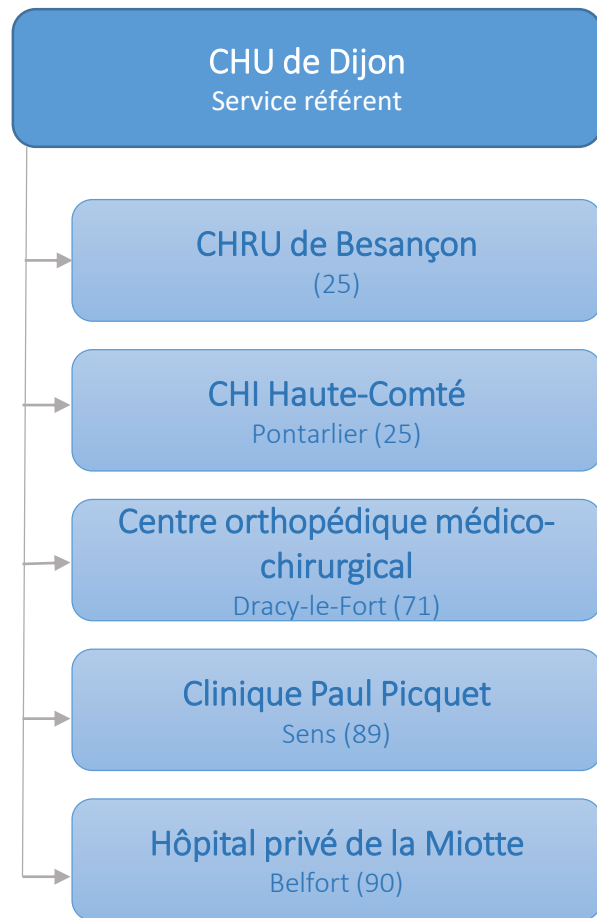 CHU de Dijon
Service référent
CHRU de Besançon
(25)
CHI Haute-Comté
Pontarlier (25)
Centre orthopédique médico-
chirurgical
Dracy-le-Fort (71)
Clinique Paul Picquet
Sens (89)
Hôpital privé de la Miotte
Belfort (90)